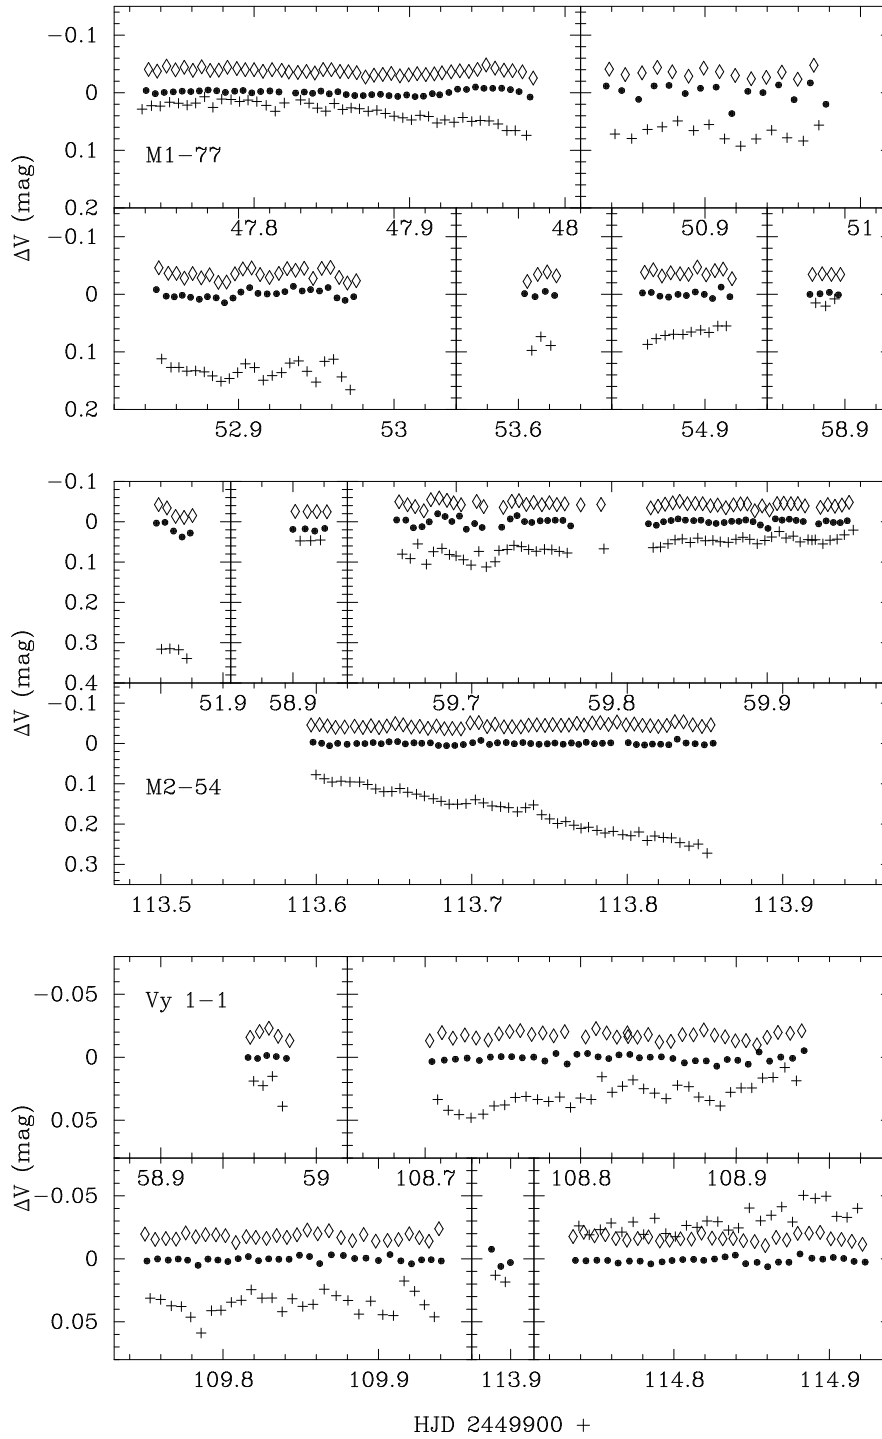 −0.1
0
0.1
0.2
M1−77
47.8 47.9 48 50.9 51
ΔV (mag)
−0.1
0
0.1
0.2
52.9 53 53.6 54.9 58.9
−0.1
0
0.1
0.2
0.3
0.4
51.9 58.9 59.7 59.8 59.9
ΔV (mag)
−0.1
0
0.1
0.2
0.3
M2−54
113.5 113.6 113.7 113.8 113.9
−0.05
0
0.05
Vy 1−1
58.9 59 108.7 108.8 108.9
ΔV (mag)
−0.05
0
0.05
109.8 109.9 113.9 114.8 114.9
HJD 2449900 +